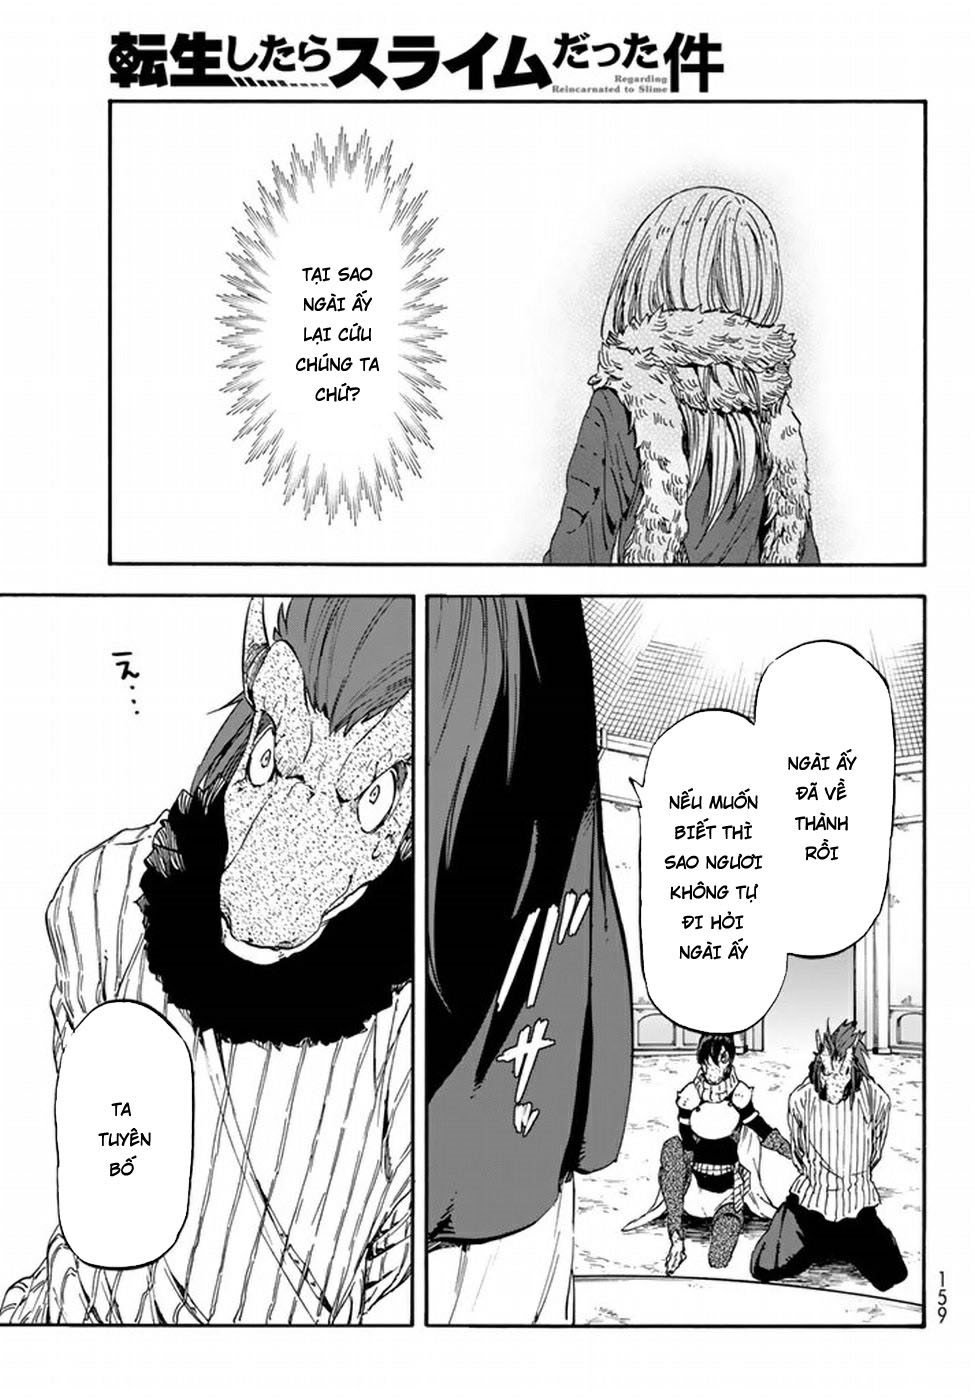 転生したらスライムだった件
Regarding
Reincarnated to Slime
TẠI SAO
NGÀI ẤY
LẠI CỨU
CHÚNG TA
CHỨ?
NGÀI ẤY
ĐÃ VỀ
THÀNH
RỒI
NẾU MUỐN
BIẾT THÌ
SAO NGƯƠI
KHÔNG TỰ
ĐI HỎI
NGÀI ẤY
え...
TA
TUYÊN
BỐ
159